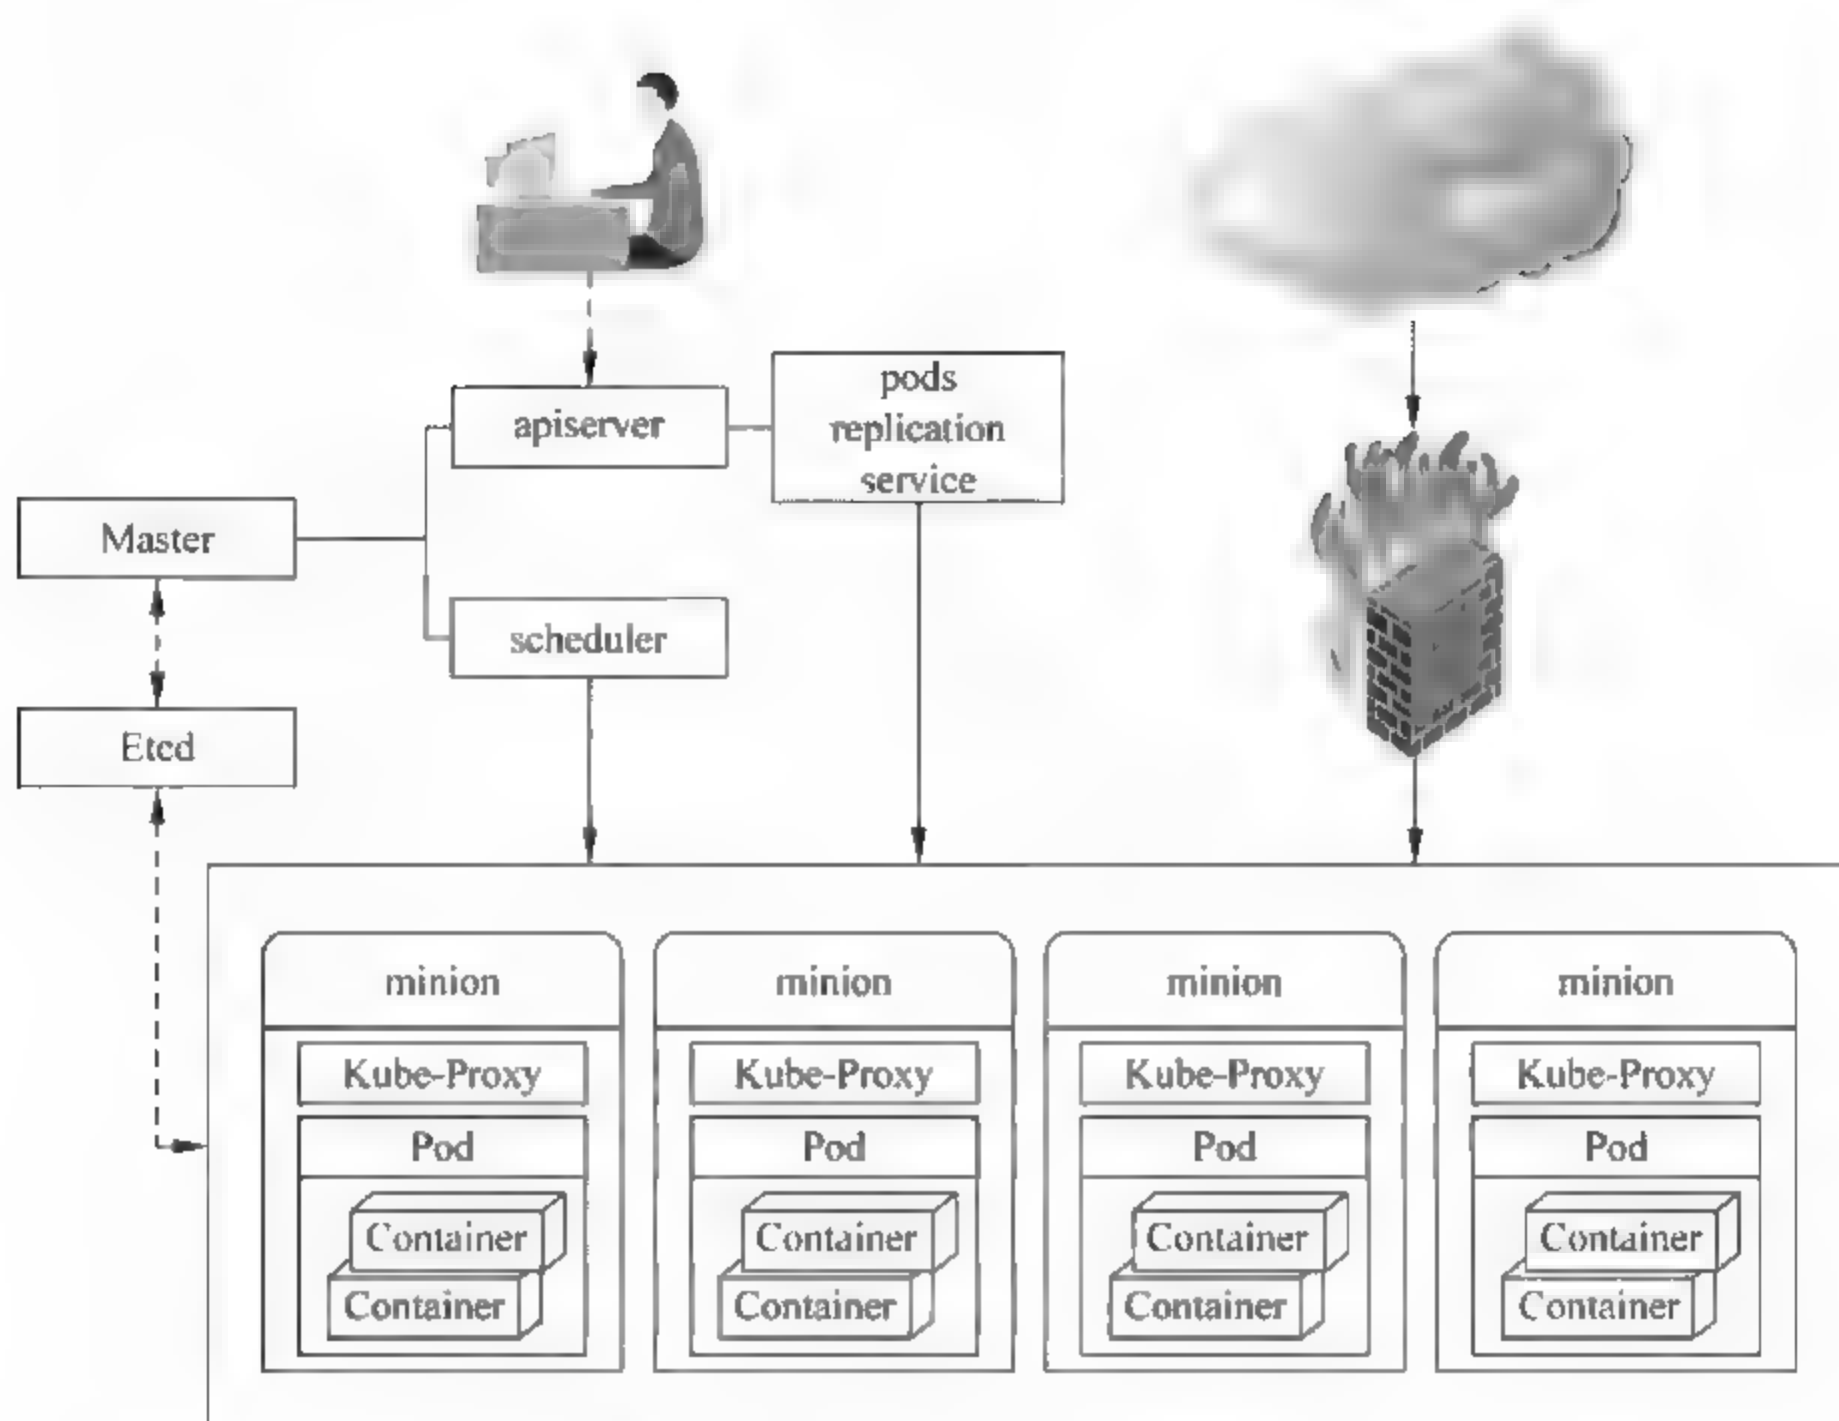 pods
apiserver
replication
service
Master
scheduler
Etcd
minion
minion
minion
minion
Kube-Proxy
Kube-Proxy
Kube-Proxy
Kube-Proxy
Pod
Pod
Pod
Pod
Container
Container
Container
Container
Container
Container
Container
Container